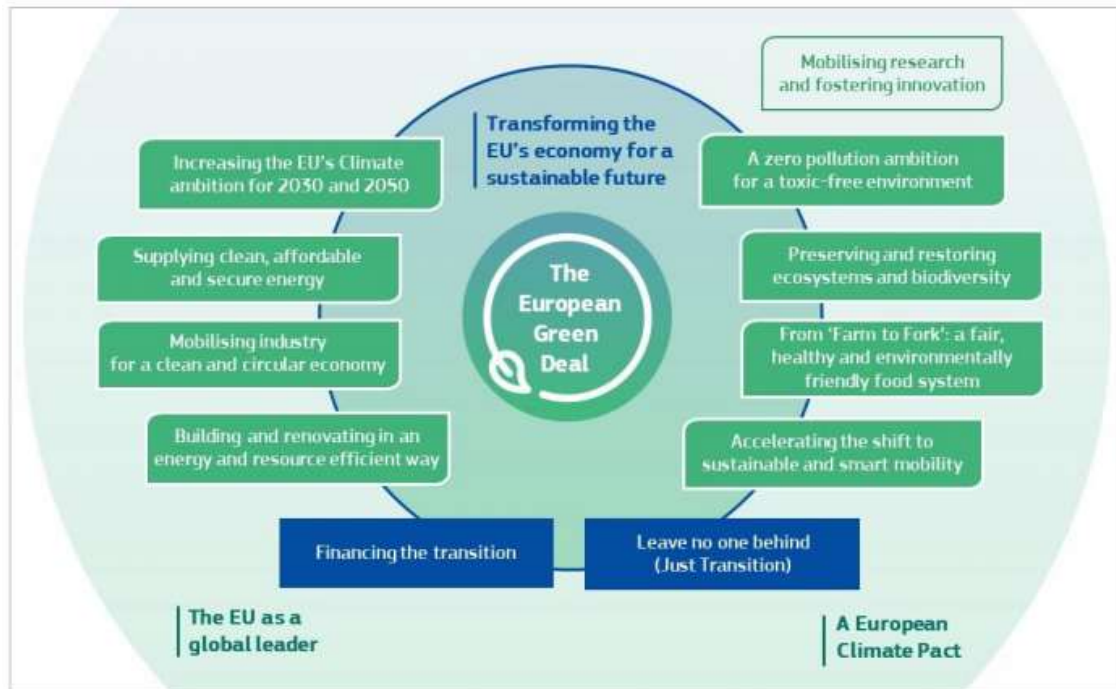 Mobilising research
and fostering innovation
Transforming the
EU's economy for a
sustainable future
Increasing the EU's Climate
ambition for 2030 and 2050
A zero pollution ambition
for a toxic-free environment
Supplying clean, affordable
and secure energy
Preserving and restoring
ecosystems and biodiversity
The
European
Green
Deal
Mobilising industry
for a clean and circular economy
From 'Farm to Fork': a fair,
healthy and environmentally
friendly food system
Building and renovating in an
energy and resource efficient way
Accelerating the shift to
sustainable and smart mobility
Financing the transition
Leave no one behind
(Just Transition)
The EU as a
global leader
A European
Climate Pact